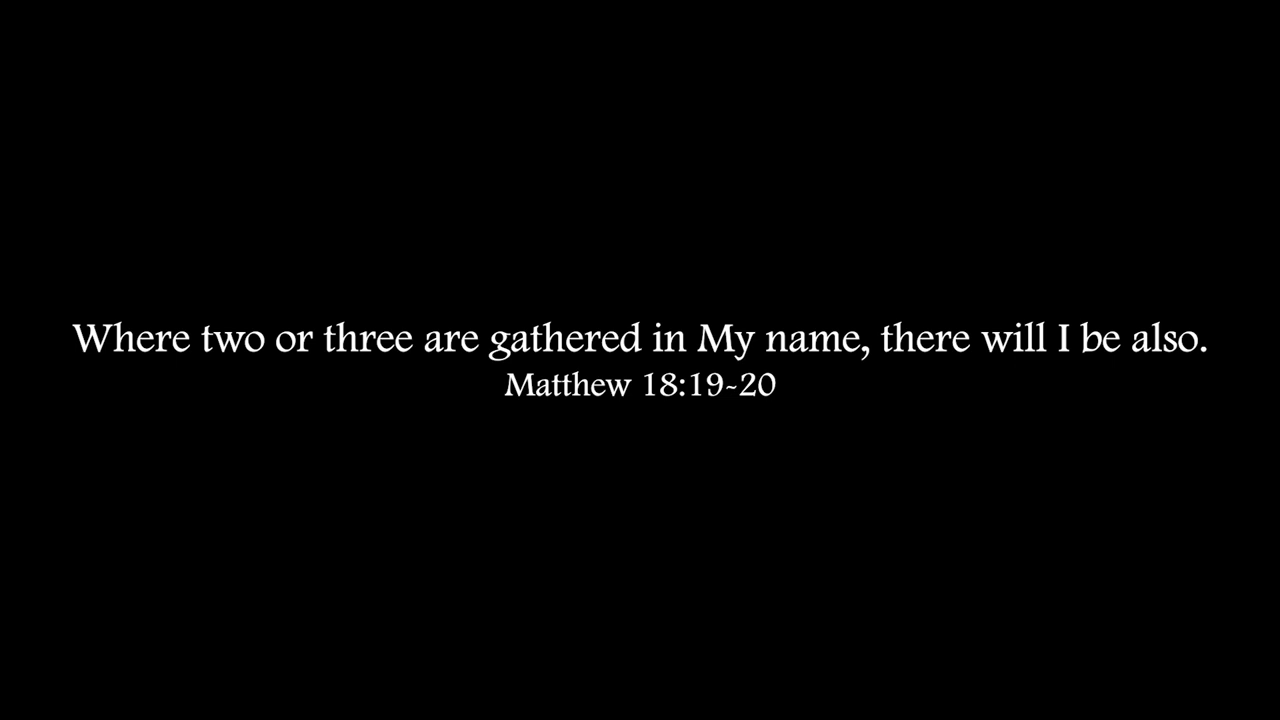 Where two or three are gathered in My name, there will I be also.
Matthew 18:19-20